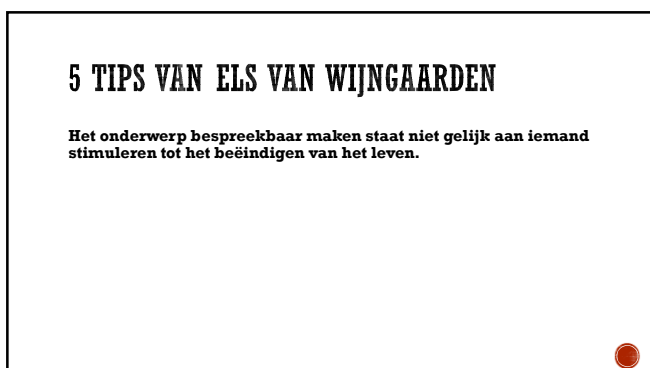 5 TIPS VAN ELS VAN WIJNGAARDEN
Het onderwerp bespreekbaar maken staat niet gelijk aan iemand
stimuleren tot het beëindigen van het leven.